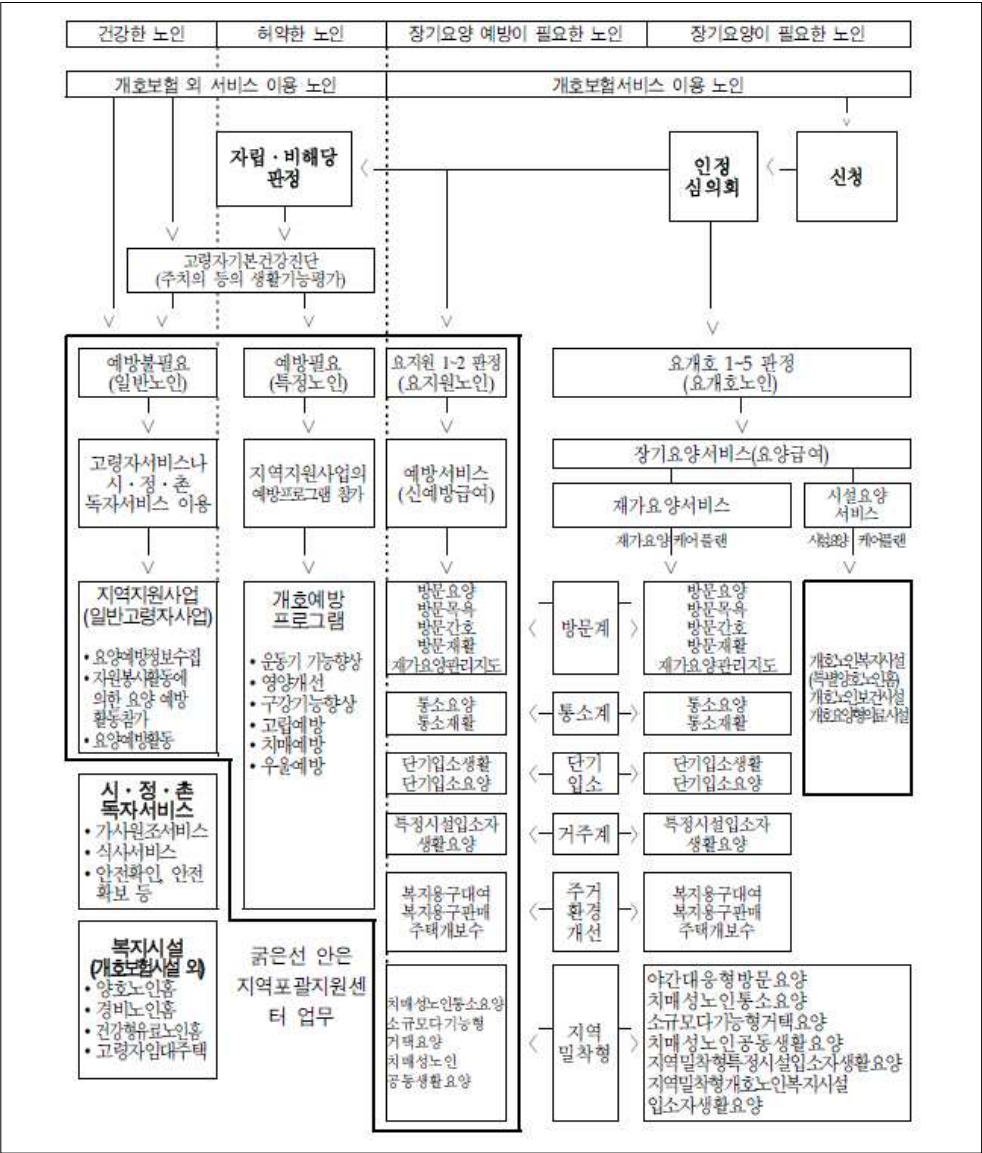 건강한 노인
허약한 노인
장기요양 예방이 필요한 노인
장기요양이 필요한 노인
개호보험 외 서비스 이용 노인
개호보험서비스 이용 노인
자립·비해당
판정
인정
심의회
신청
고령자기본건강진단
(주치의 등의 생활기능평가)
예방불필요
(일반노인)
예방필요
(특정노인)
요지원 1~2 판정
(요지원노인)
요개호 1~5 판정
(요개호노인)
고령자서비스나
시·정·촌
독자서비스 이용
지역지원사업의
예방프로그램 참가
예방서비스
(신예방급여)
장기요양서비스(요양급여)
재가요양서비스
시설요양
서비스
재가요양 케어플랜
시설요양 케어플랜
지역지원사업
(일반고령자사업)
• 요양예방정보수집
• 자원봉사활동에
의한 요양 예방
활동참가
• 요양예방활동
개호예방
프로그램
• 운동기 기능향상
• 영양개선
• 구강기능향상
• 고립예방
• 치매예방
• 우울예방
방문요양
방문목욕
방문간호
방문재활
재가요양관리지도
방문계
방문요양
방문목욕
방문간호
방문재활
재가요양관리지도
개호노인복지시설
(특별양호노인홈)
개호노인보건시설
개호요양형의료시설
통소요양
통소재활
통소계
통소요양
통소재활
단기입소생활
단기입소요양
단기
입소
단기입소생활
단기입소요양
시·정·촌
독자서비스
• 가사원조서비스
• 식사서비스
• 안전확인, 안전
확보 등
특정시설입소자
생활요양
거주계
특정시설입소자
생활요양
복지용구대여
복지용구판매
주택개보수
주거
환경
개선
복지용구대여
복지용구판매
주택개보수
복지시설
(개호보험시설 외)
• 양호노인홈
• 경비노인홈
• 건강형유료노인홈
• 고령자임대주택
굵은선 안은
지역포괄지원센
터 업무
치매성노인통소요양
소규모다기능형
거택요양
치매성노인
공동생활요양
지역
밀착형
야간대응형방문요양
치매성노인통소요양
소규모다기능형거택요양
치매성노인공동생활요양
지역밀착형특정시설입소자생활요양
지역밀착형개호노인복지시설
입소자생활요양